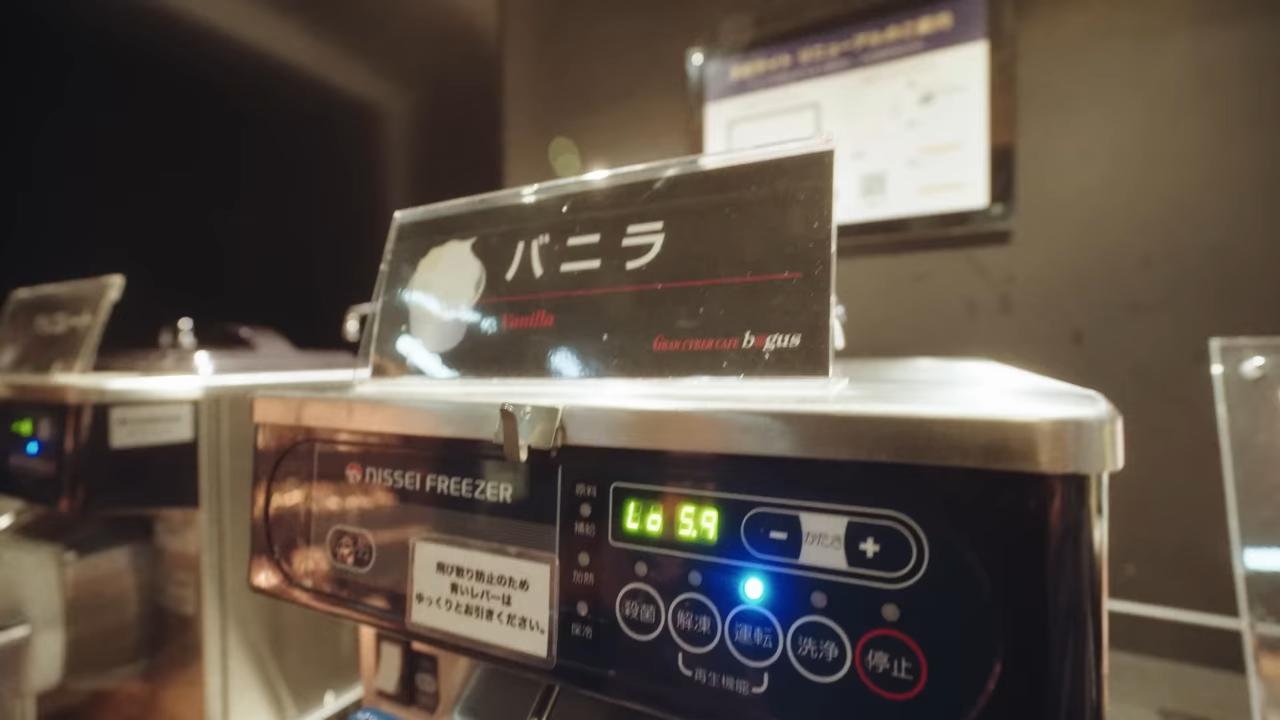 バニラ
Vanilla
GRAN CYBER CAFE bagus
NISSEI FREEZER
飛び散り防止のため
青いレバーは
ゆっくりとお引きください。
原料
補給
加熱
保冷
Lo 5.9
－ かたさ ＋
殺菌 解凍 運転 洗浄 停止
再生機能